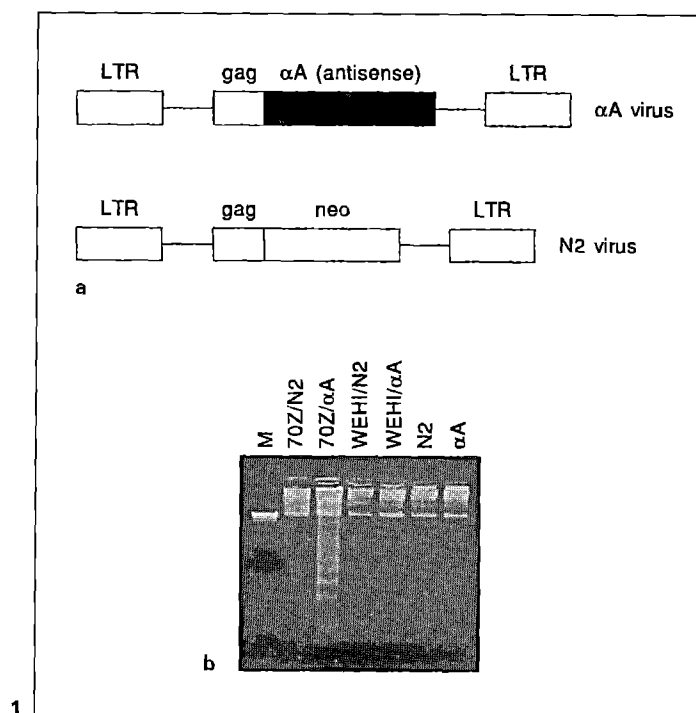 LTR gag αA (antisense) LTR
αA virus
LTR gag neo LTR
N2 virus
a
M 70Z/N2 70Z/αA WEHI/N2 WEHI/αA N2 αA
b
1